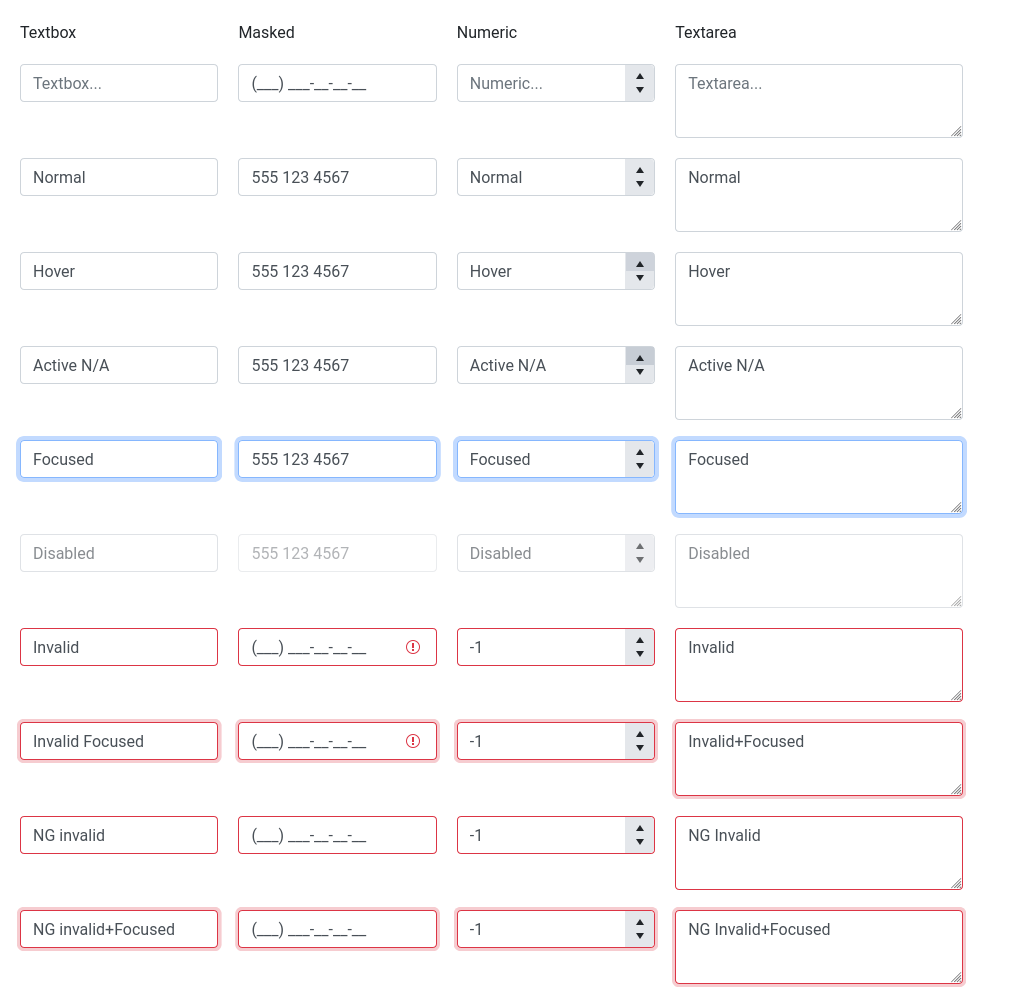 Textbox Masked Numeric Textarea
Textbox... (___) ___-__-__-__ Numeric... Textarea...
Normal 555 123 4567 Normal Normal
Hover 555 123 4567 Hover Hover
Active N/A 555 123 4567 Active N/A Active N/A
Focused 555 123 4567 Focused Focused
Disabled 555 123 4567 Disabled Disabled
Invalid (___) ___-__-__-__ -1 Invalid
Invalid Focused (___) ___-__-__-__ -1 Invalid+Focused
NG invalid (___) ___-__-__-__ -1 NG Invalid
NG invalid+Focused (___) ___-__-__-__ -1 NG Invalid+Focused